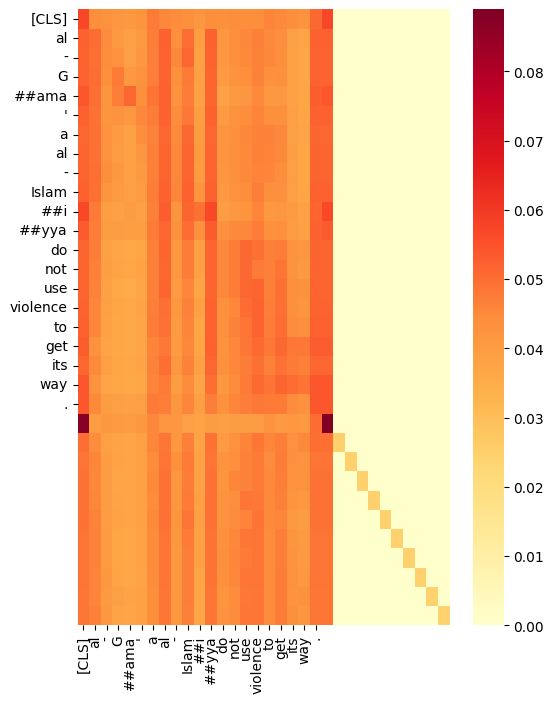 [CLS]
al
-
G
##ama
'
a
al
-
Islam
##i
##yya
do
not
use
violence
to
get
its
way
.
0.08
0.07
0.06
0.05
0.04
0.03
0.02
0.01
0.00
[CLS] al - G ##ama ' a al - Islam ##i ##yya do not use violence to get its way .